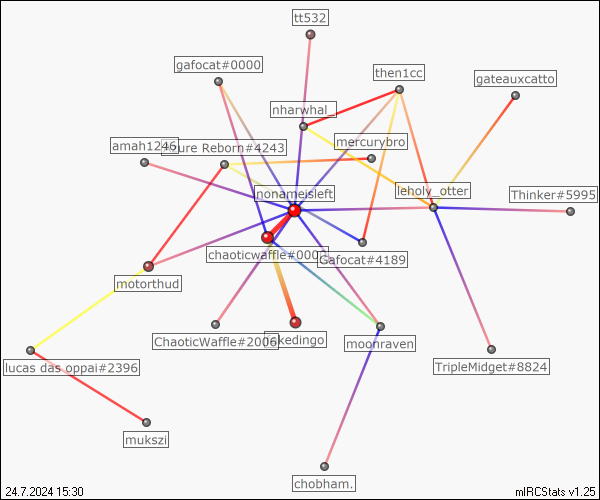 tt532
gafocat#0000
then1cc
gateauxcatto
nharwhal_
mercurybro
amah1246
ure Reborn#4243
nonameisleft
leholy_otter
Thinker#5995
chaoticwaffle#000
Gafocat#4189
motorthud
ChaoticWaffle#2006
kedingo
moonraven
lucas das oppai#2396
TripleMidget#8824
mukszi
chobham.
24.7.2024 15:30
mIRCStats v1.25